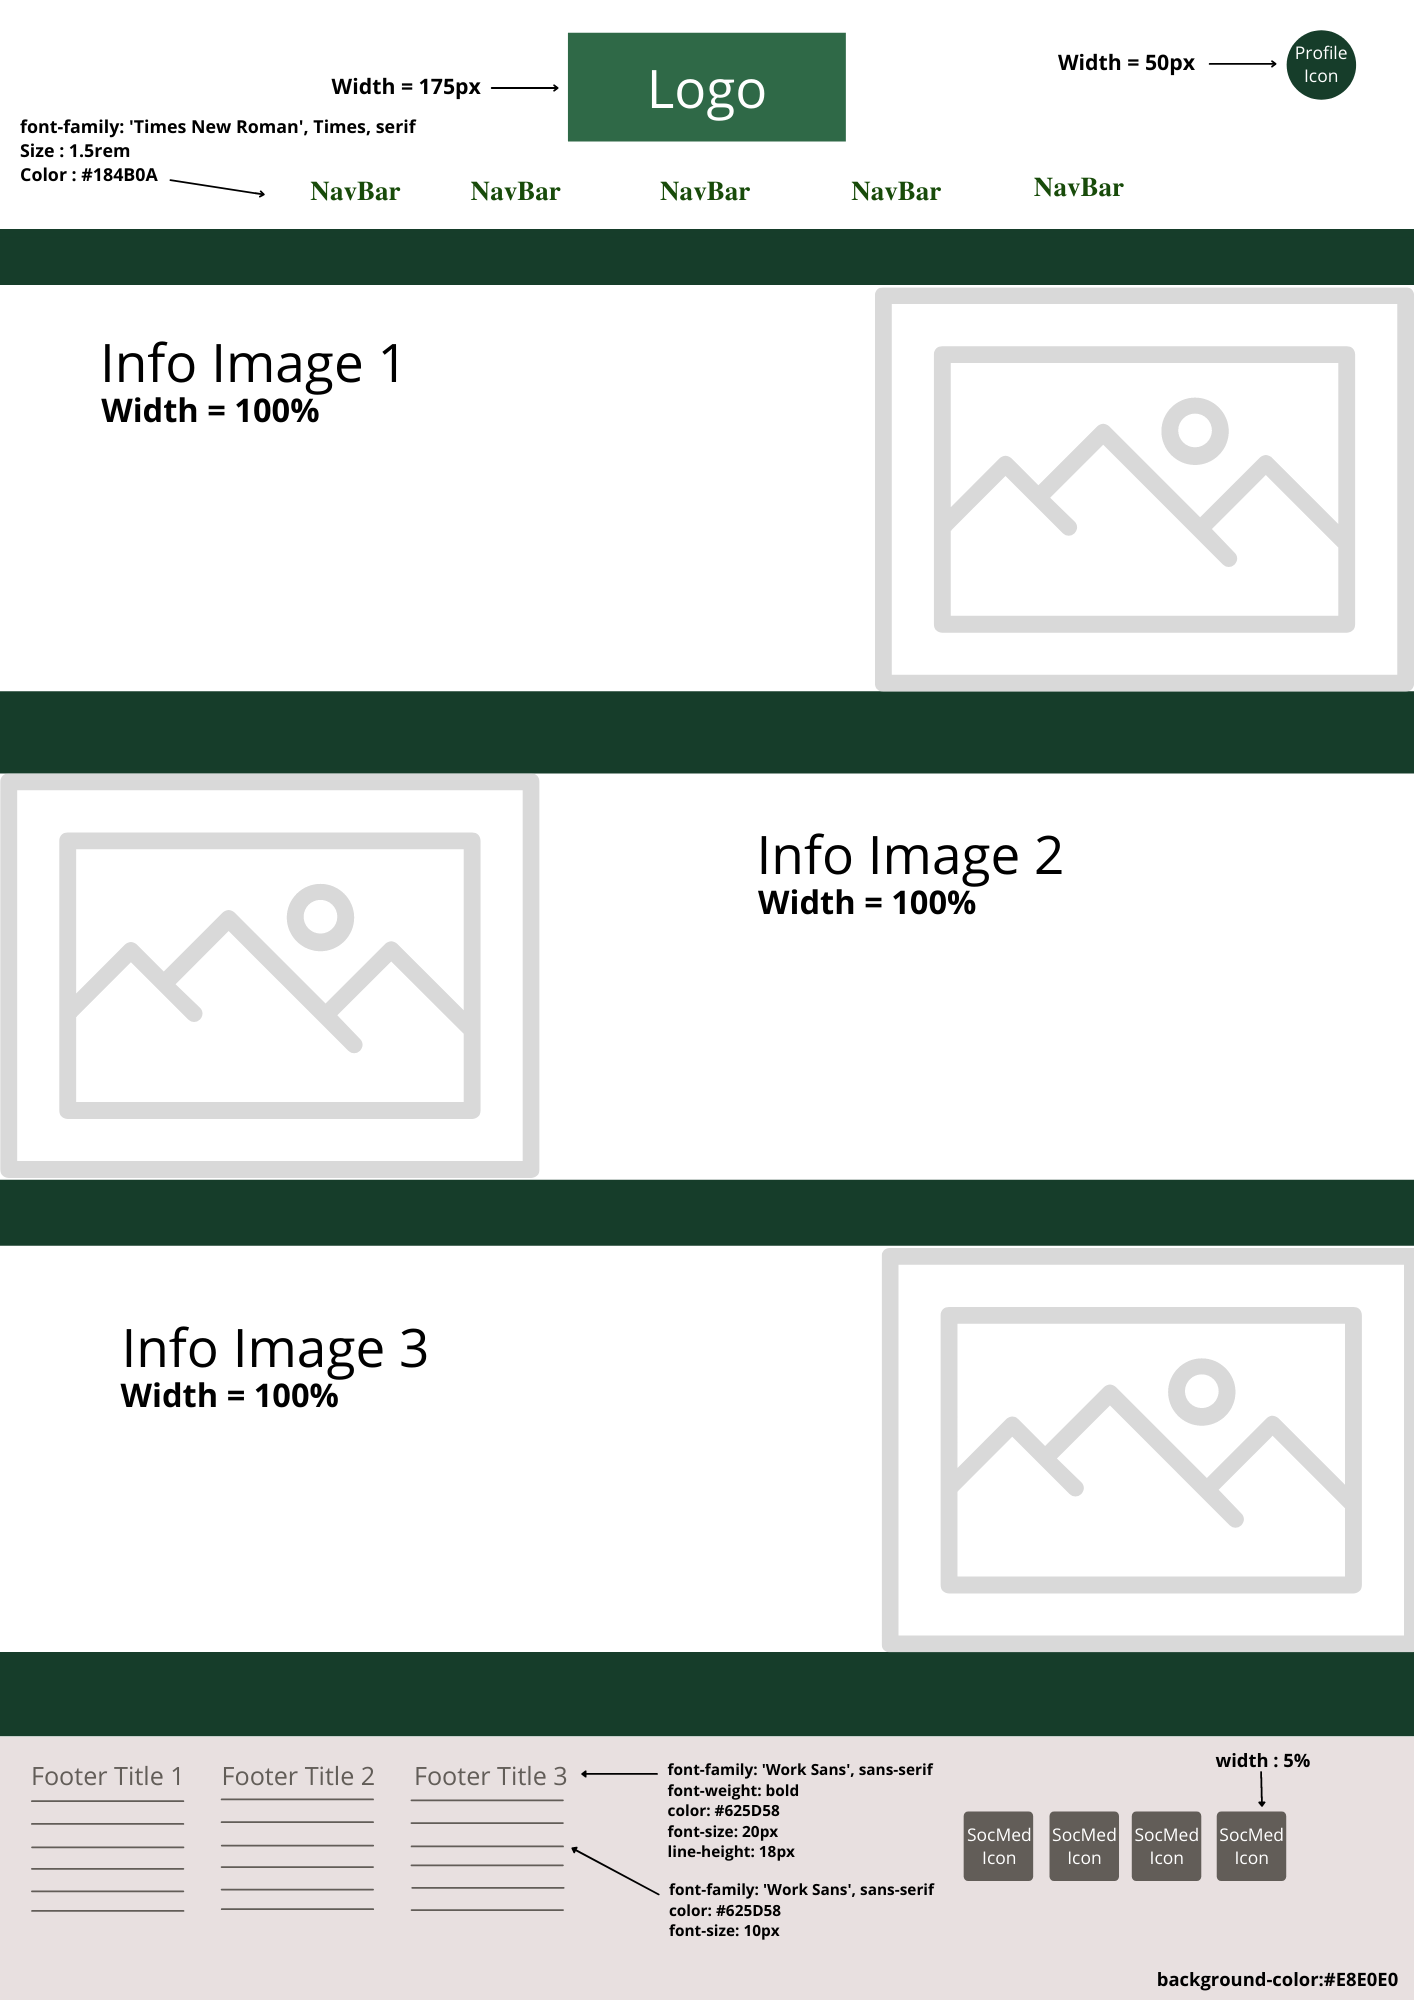 Logo
Profile
Icon
Width = 50px
Width = 175px
font-family: 'Times New Roman', Times, serif
Size : 1.5rem
Color : #184B0A
NavBar NavBar NavBar NavBar NavBar
Info Image 1
Width = 100%
Info Image 2
Width = 100%
Info Image 3
Width = 100%
Footer Title 1
Footer Title 2
Footer Title 3
font-family: 'Work Sans', sans-serif
font-weight: bold
color: #625D58
font-size: 20px
line-height: 18px
font-family: 'Work Sans', sans-serif
color: #625D58
font-size: 10px
width : 5%
SocMed
Icon
SocMed
Icon
SocMed
Icon
SocMed
Icon
background-color:#E8E0E0